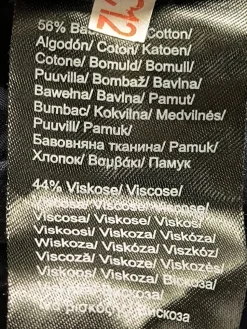 56% Cotton/
Algodón/ Coton/ Katoen/
Cotone/ Bomuld/ Bomull/
Puuvilla/ Bombaž/ Bavlna/
Bawełna/ Bavlna/ Pamut/
Bumbac/ Kokvilna/ Medvilnės/
Puuvill/ Pamuk/
Бавовняна тканина/ Pamuk/
Хлопок/ Βαμβάκι/ Памук
44% Viskose/ Viscose/
Viscosa/ Viskose/ Viskos/
Viskoosi/ Viskoza/ Viskóza/
Wiskoza/ Viskóza/ Viszkóz/
Viscoză/ Viskoze/ Viskozės/
Viskoos/ Viskoza/